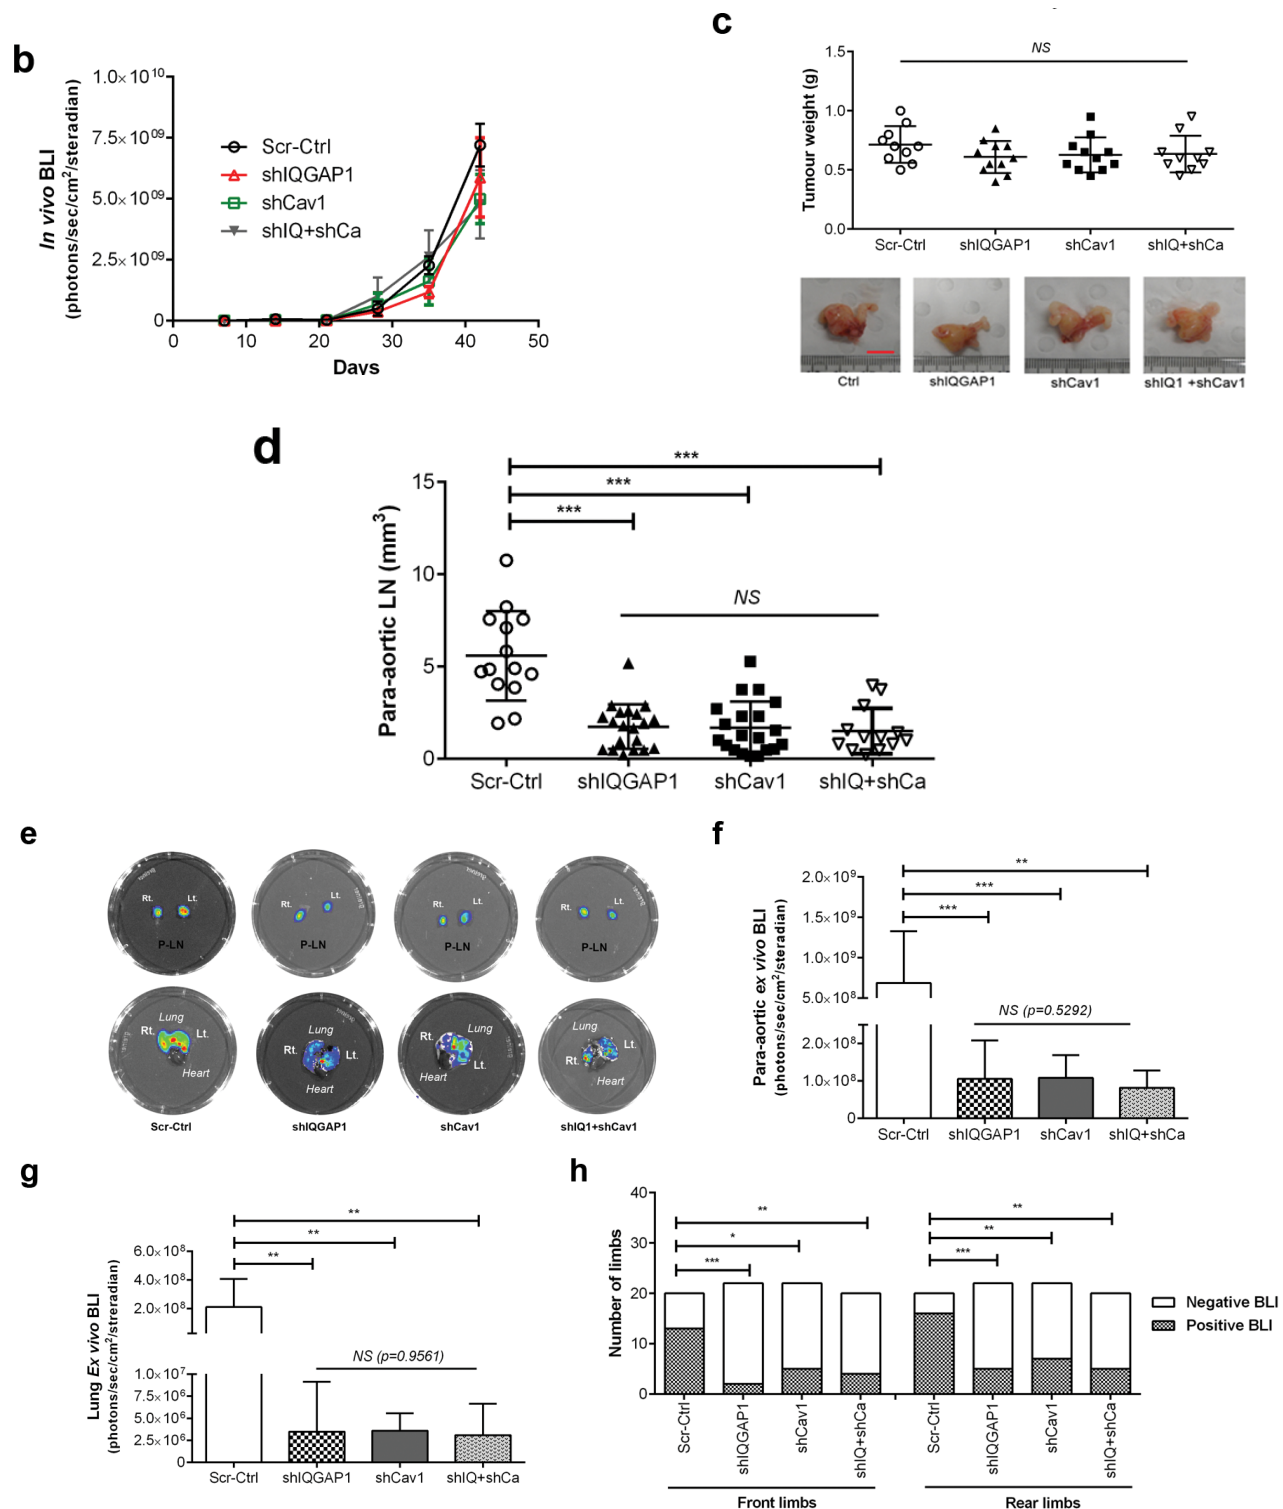 b
In vivo BLI
(photons/sec/cm²/steradian)
1.0×10¹⁰
7.5×10⁰⁹
5.0×10⁰⁹
2.5×10⁰⁹
0
0 10 20 30 40 50
Days
Scr-Ctrl
shIQGAP1
shCav1
shIQ+shCa
c
NS
Tumour weight (g)
1.5
1.0
0.5
0.0
Scr-Ctrl shIQGAP1 shCav1 shIQ+shCa
Ctrl shIQGAP1 shCav1 shIQ1 +shCav1
d
***
***
***
NS
Para-aortic LN (mm³)
15
10
5
0
Scr-Ctrl shIQGAP1 shCav1 shIQ+shCa
e
Rt. Lt. Rt. Lt. Rt. Lt. Rt. Lt.
P-LN P-LN P-LN P-LN
Lung Lung Lung Lung
Rt. Lt. Rt. Lt. Rt. Lt. Rt. Lt.
Heart Heart Heart Heart
Scr-Ctrl shIQGAP1 shCav1 shIQ1+shCav1
f
**
***
***
NS (p=0.5292)
Para-aortic ex vivo BLI
(photons/sec/cm²/steradian)
2.0×10⁹
1.5×10⁹
1.0×10⁹
5.0×10⁸
2.0×10⁸
1.0×10⁸
0
Scr-Ctrl shIQGAP1 shCav1 shIQ+shCa
g
**
**
**
NS (p=0.9561)
Lung Ex vivo BLI
(photons/sec/cm²/streradian)
6.0×10⁸
4.0×10⁸
2.0×10⁸
1.0×10⁷
7.5×10⁶
5.0×10⁶
2.5×10⁶
0
Scr-Ctrl shIQGAP1 shCav1 shIQ+shCa
h
**
*
***
**
**
***
Number of limbs
40
30
20
10
0
Negative BLI
Positive BLI
Scr-Ctrl shIQGAP1 shCav1 shIQ+shCa Scr-Ctrl shIQGAP1 shCav1 shIQ+shCa
Front limbs Rear limbs